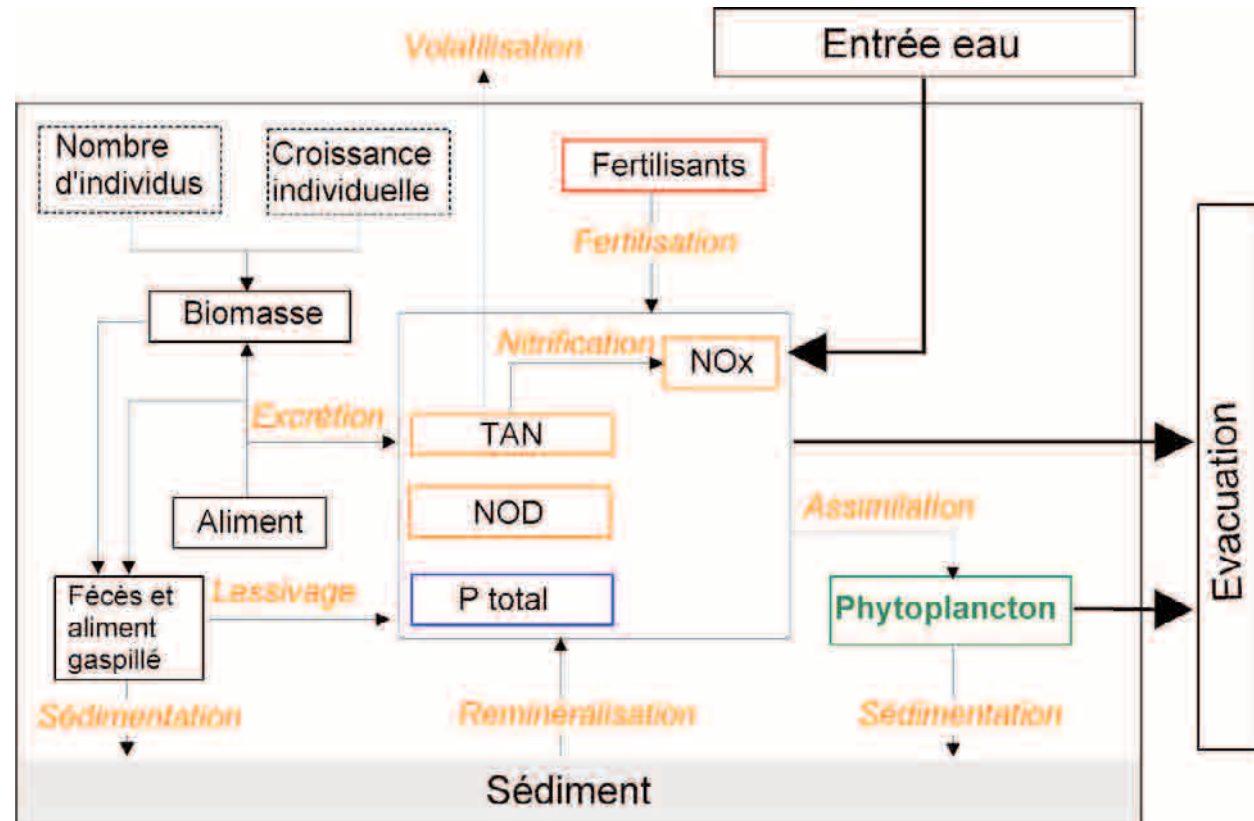 Volatilisation
Entrée eau
Nombre
d'individus
Croissance
individuelle
Fertilisants
Fertilisation
Biomasse
Nitrification
NOx
Excrétion
TAN
Aliment
NOD
Assimilation
Evacuation
Fécès et
aliment
gaspillé
Lessivage
P total
Phytoplancton
Sédimentation
Reminéralisation
Sédimentation
Sédiment